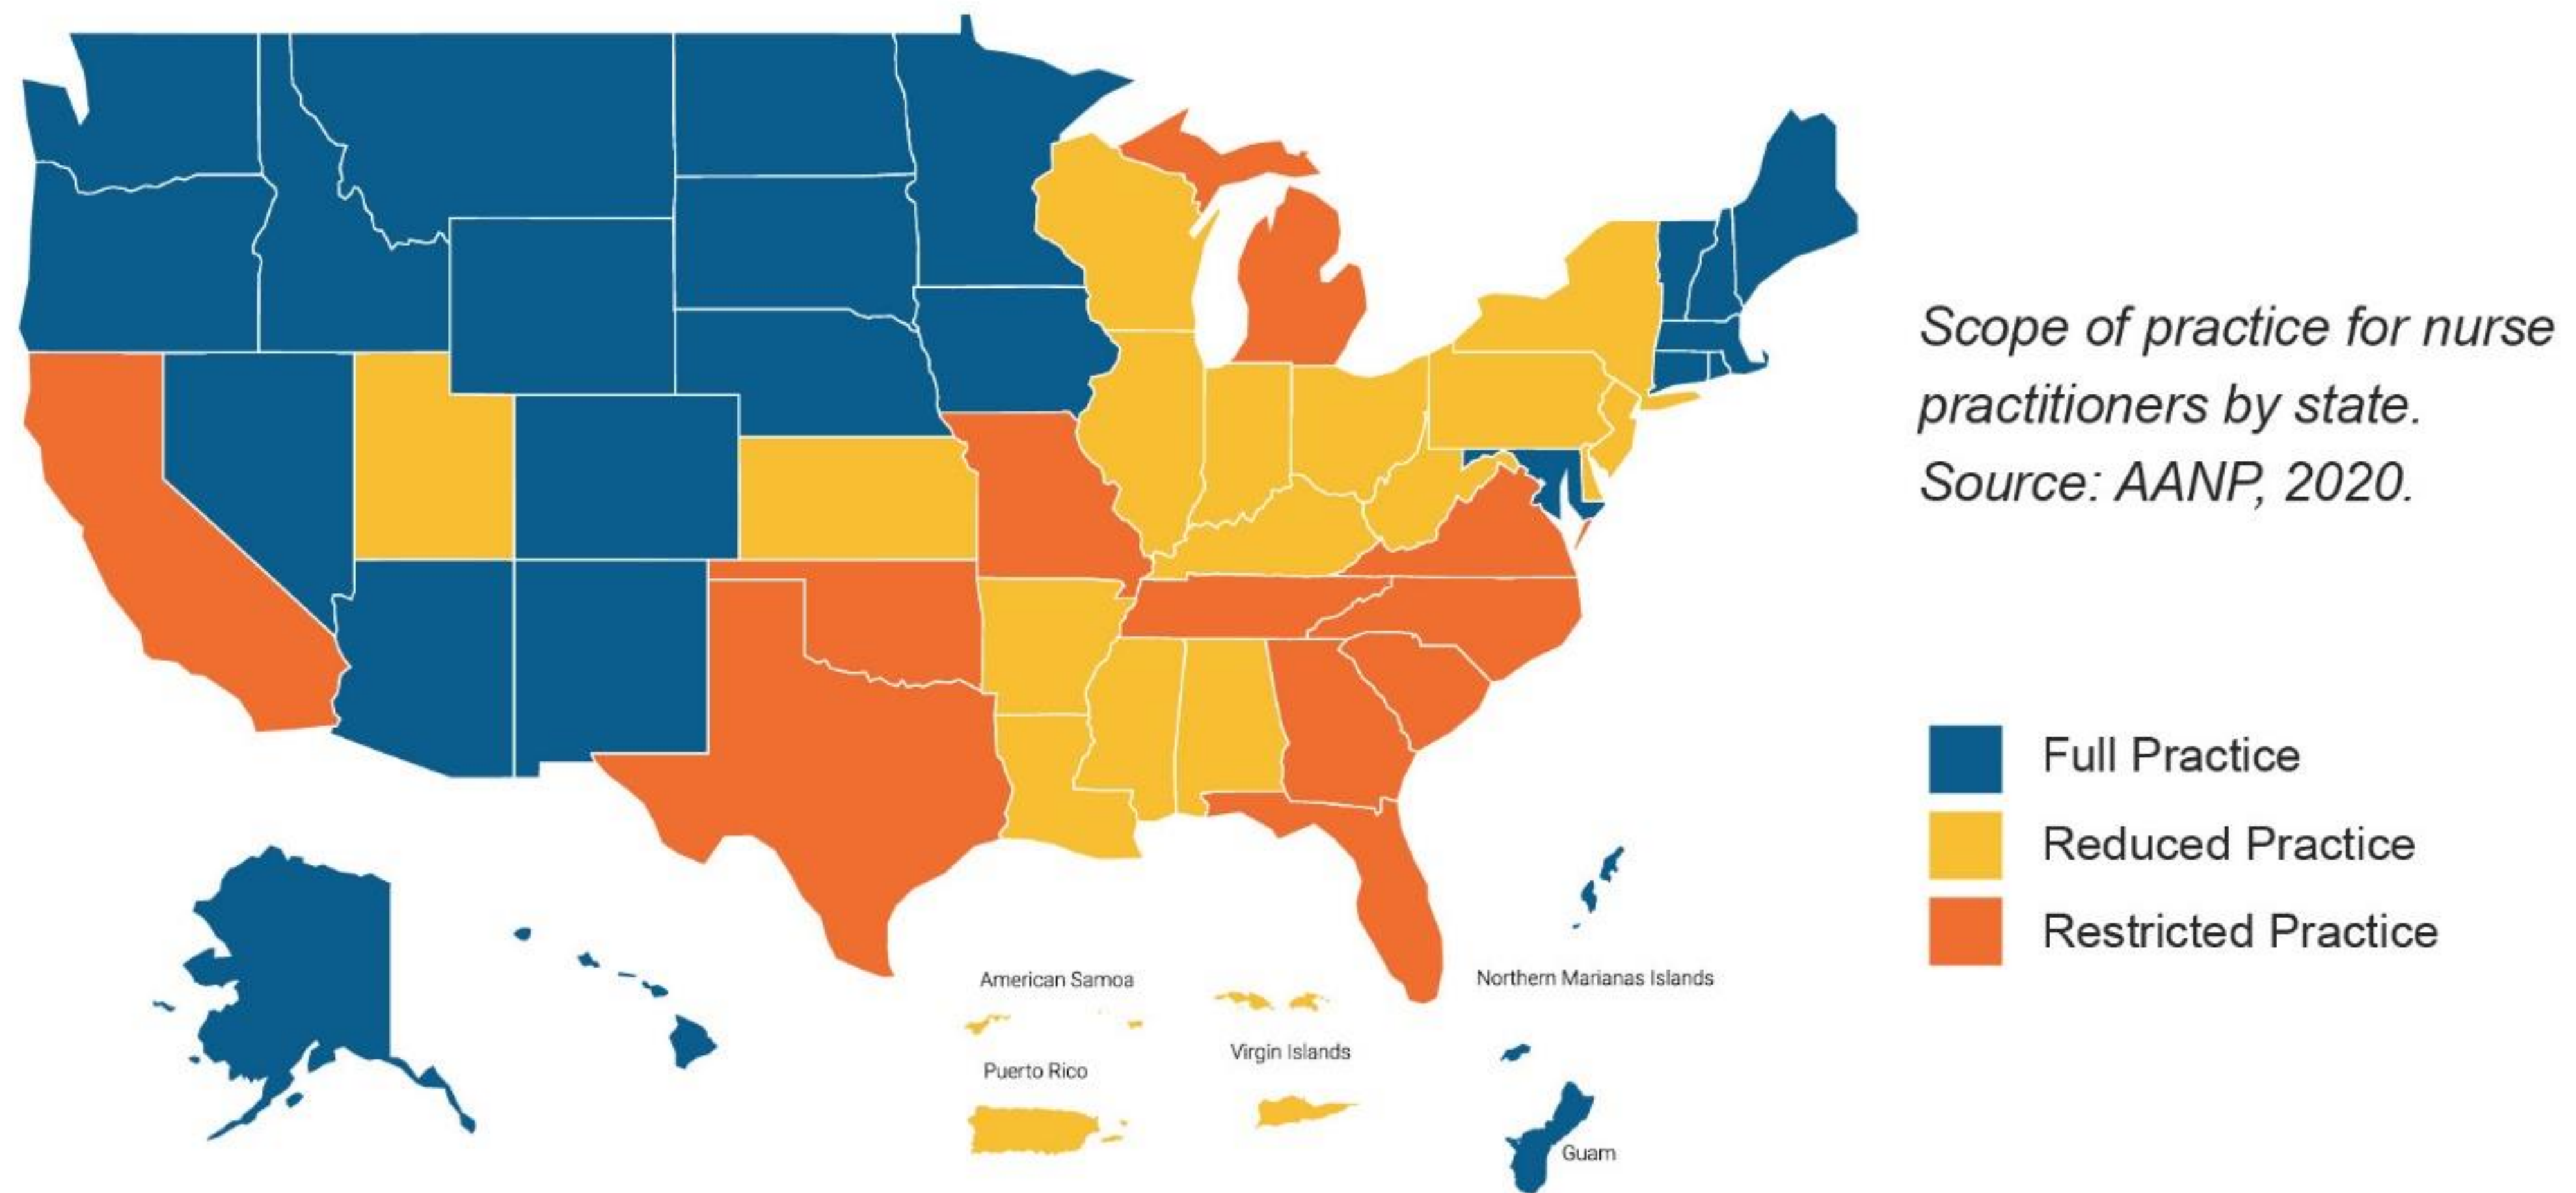 Scope of practice for nurse
practitioners by state.
Source: AANP, 2020.
Full Practice
Reduced Practice
Restricted Practice
American Samoa
Northern Marianas Islands
Virgin Islands
Puerto Rico
Guam